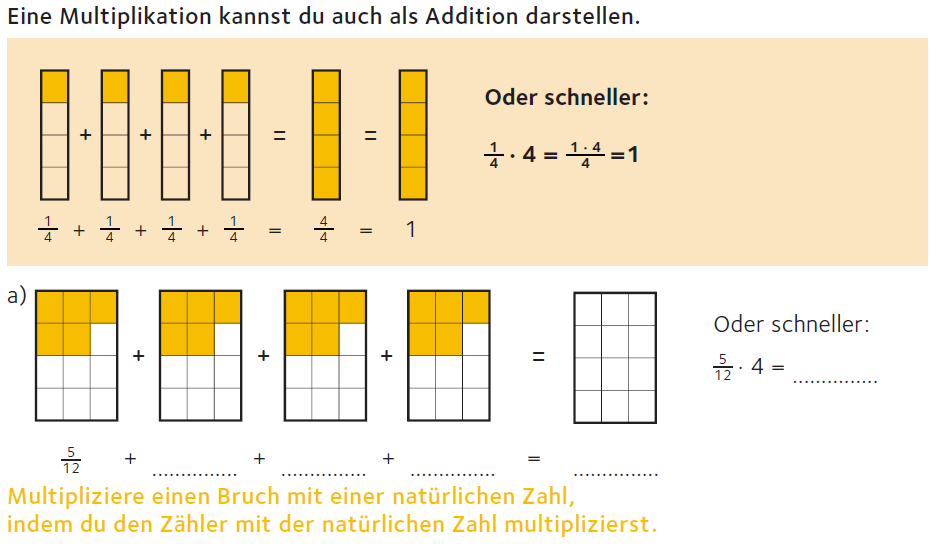 Eine Multiplikation kannst du auch als Addition darstellen.
+ + + = =
Oder schneller:
1/4 · 4 = (1 · 4)/4 = 1
1/4 + 1/4 + 1/4 + 1/4 = 4/4 = 1
a)
+ + + =
Oder schneller:
5/12 · 4 = ...............
5/12 + ............... + ............... + ............... = ...............
Multipliziere einen Bruch mit einer natürlichen Zahl,
indem du den Zähler mit der natürlichen Zahl multiplizierst.